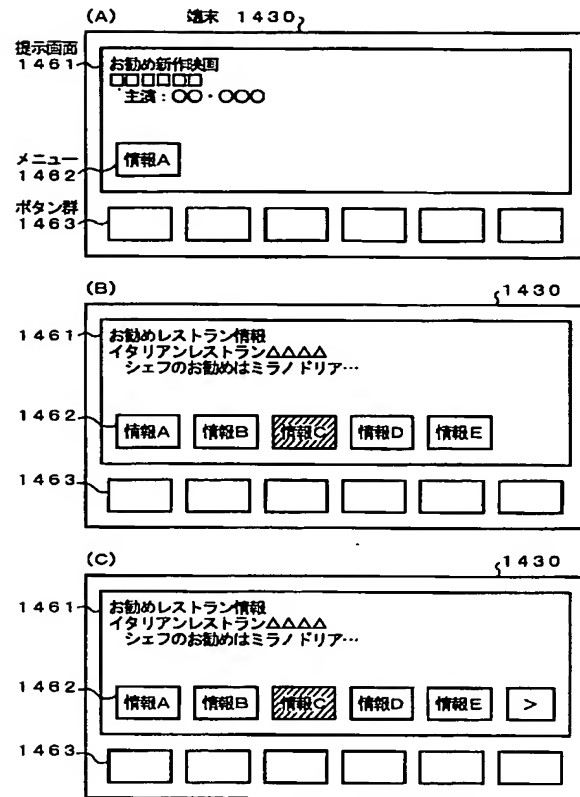 (A) 端末 1430
提示画面
1461
お勧め新作映画
□□□□□□
主演：○○・○○○
メニュー
1462
情報A
ボタン群
1463
(B) 1430
1461
お勧めレストラン情報
イタリアンレストラン△△△△
シェフのお勧めはミラノドリア…
1462
情報A 情報B 情報C 情報D 情報E
1463
(C) 1430
1461
お勧めレストラン情報
イタリアンレストラン△△△△
シェフのお勧めはミラノドリア…
1462
情報A 情報B 情報C 情報D 情報E >
1463